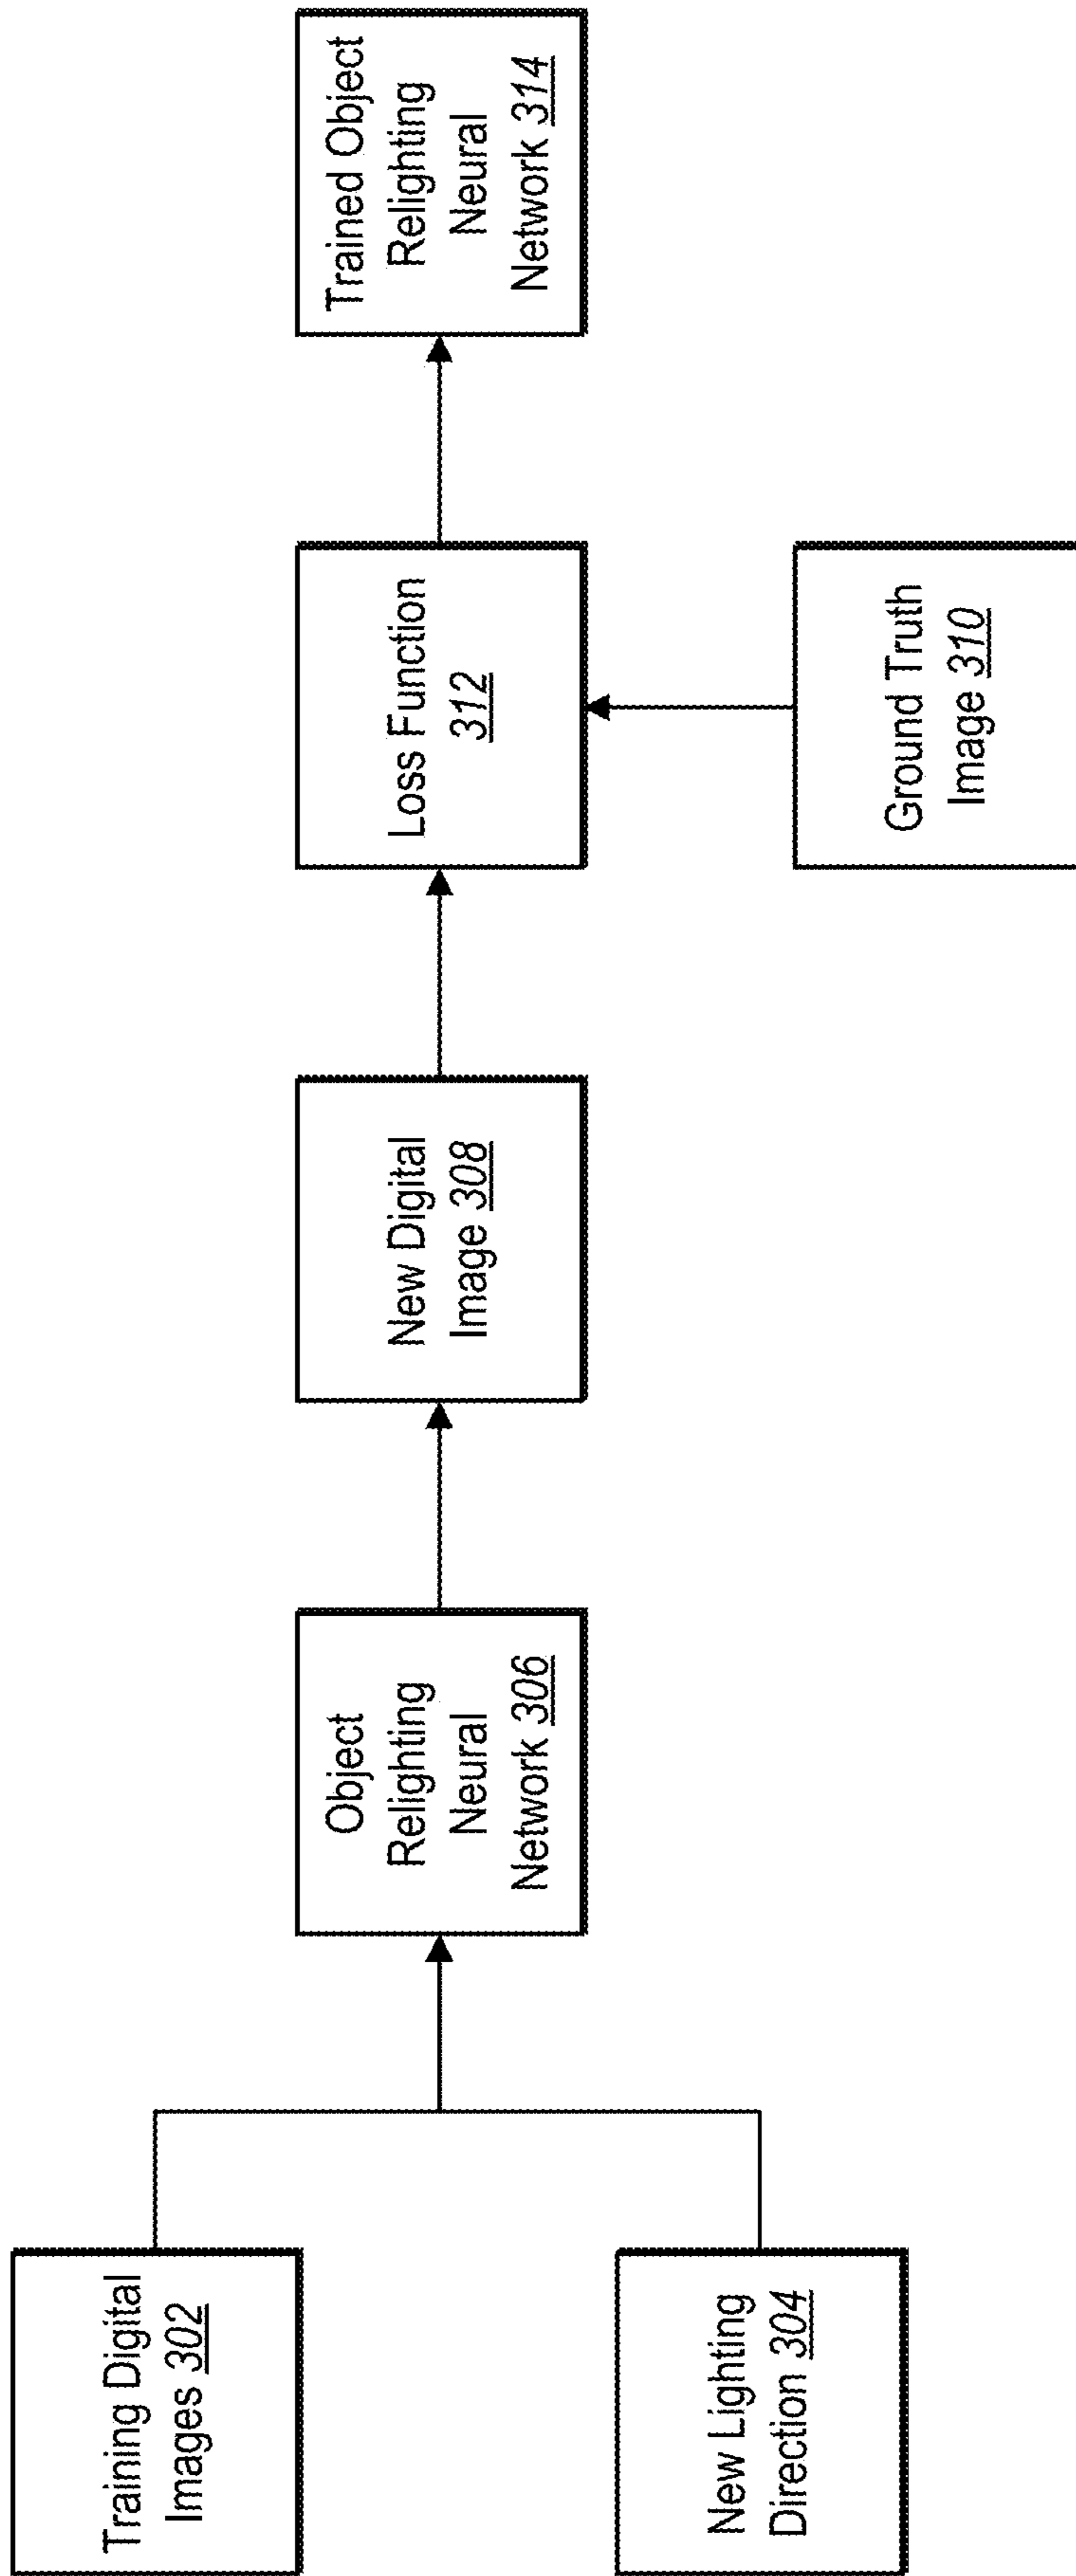 Training Digital
Images 302
New Lighting
Direction 304
Object
Relighting
Neural
Network 306
New Digital
Image 308
Loss Function
312
Ground Truth
Image 310
Trained Object
Relighting
Neural
Network 314